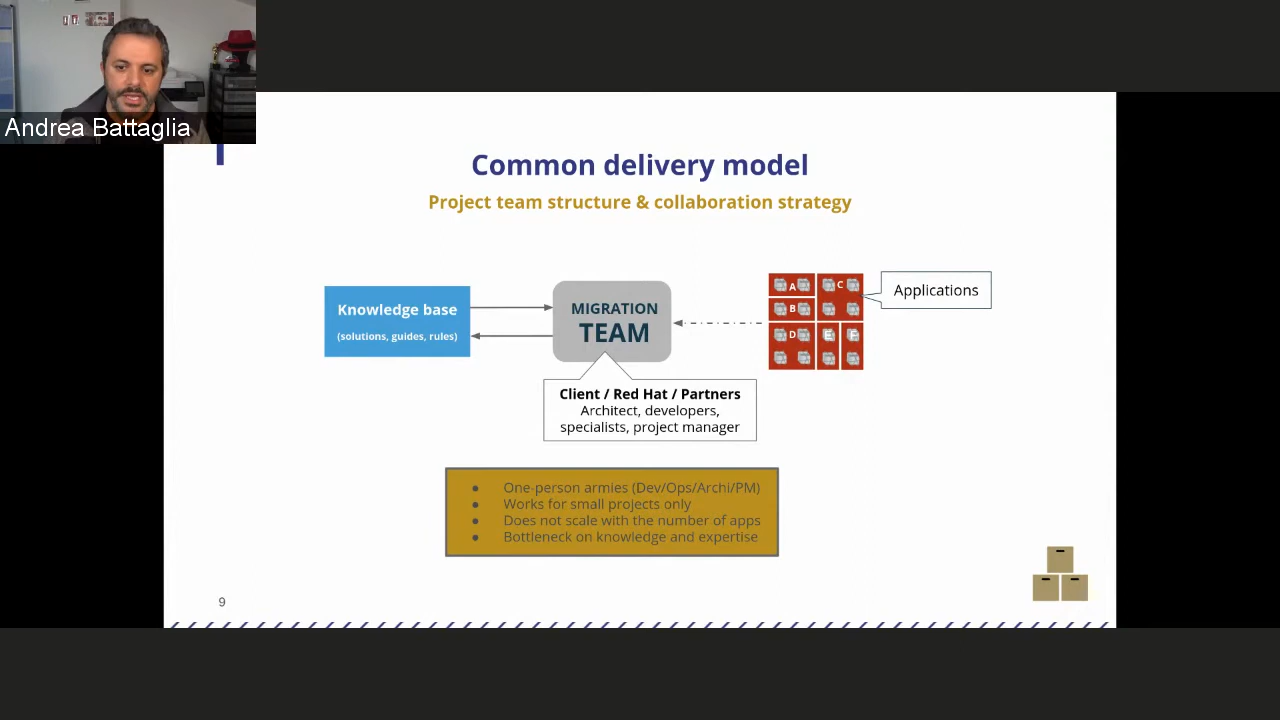 Andrea Battaglia
Common delivery model
Project team structure & collaboration strategy
Knowledge base
(solutions, guides, rules)
MIGRATION
TEAM
A
B
C
D
E
F
Applications
Client / Red Hat / Partners
Architect, developers,
specialists, project manager
● One-person armies (Dev/Ops/Archi/PM)
● Works for small projects only
● Does not scale with the number of apps
● Bottleneck on knowledge and expertise
9